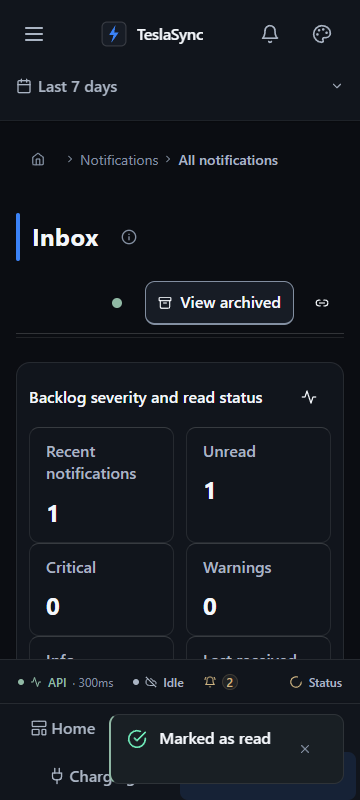 TeslaSync
Last 7 days
Notifications
All notifications
Inbox
View archived
Backlog severity and read status
Recent notifications
1
Unread
1
Critical
0
Warnings
0
API · 300ms
Idle
2
Status
Home
Marked as read